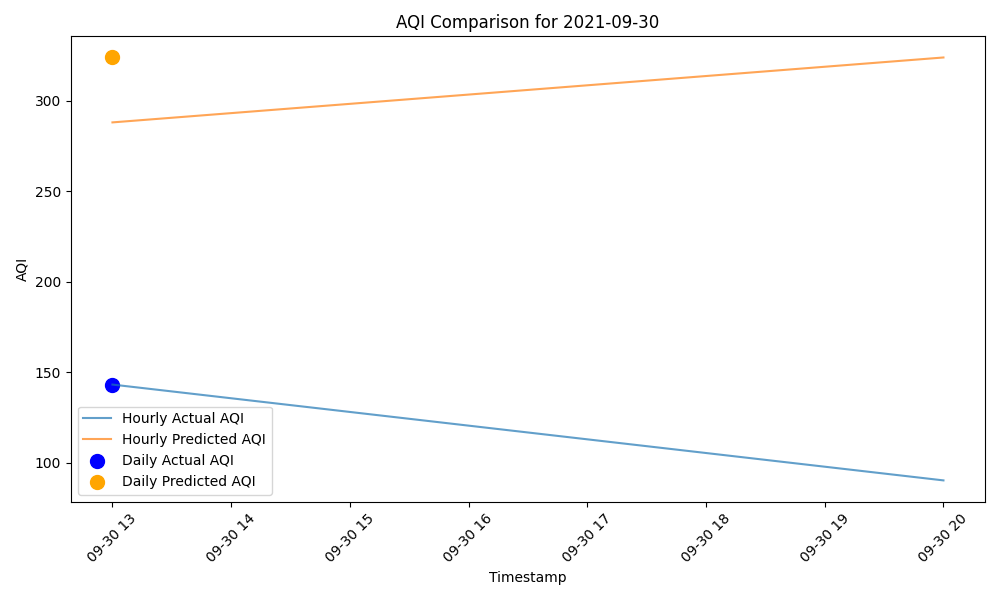 AQI Comparison for 2021-09-30
AQI
300
250
200
150
100
Hourly Actual AQI
Hourly Predicted AQI
Daily Actual AQI
Daily Predicted AQI
09-30 13
09-30 14
09-30 15
09-30 16
09-30 17
09-30 18
09-30 19
09-30 20
Timestamp